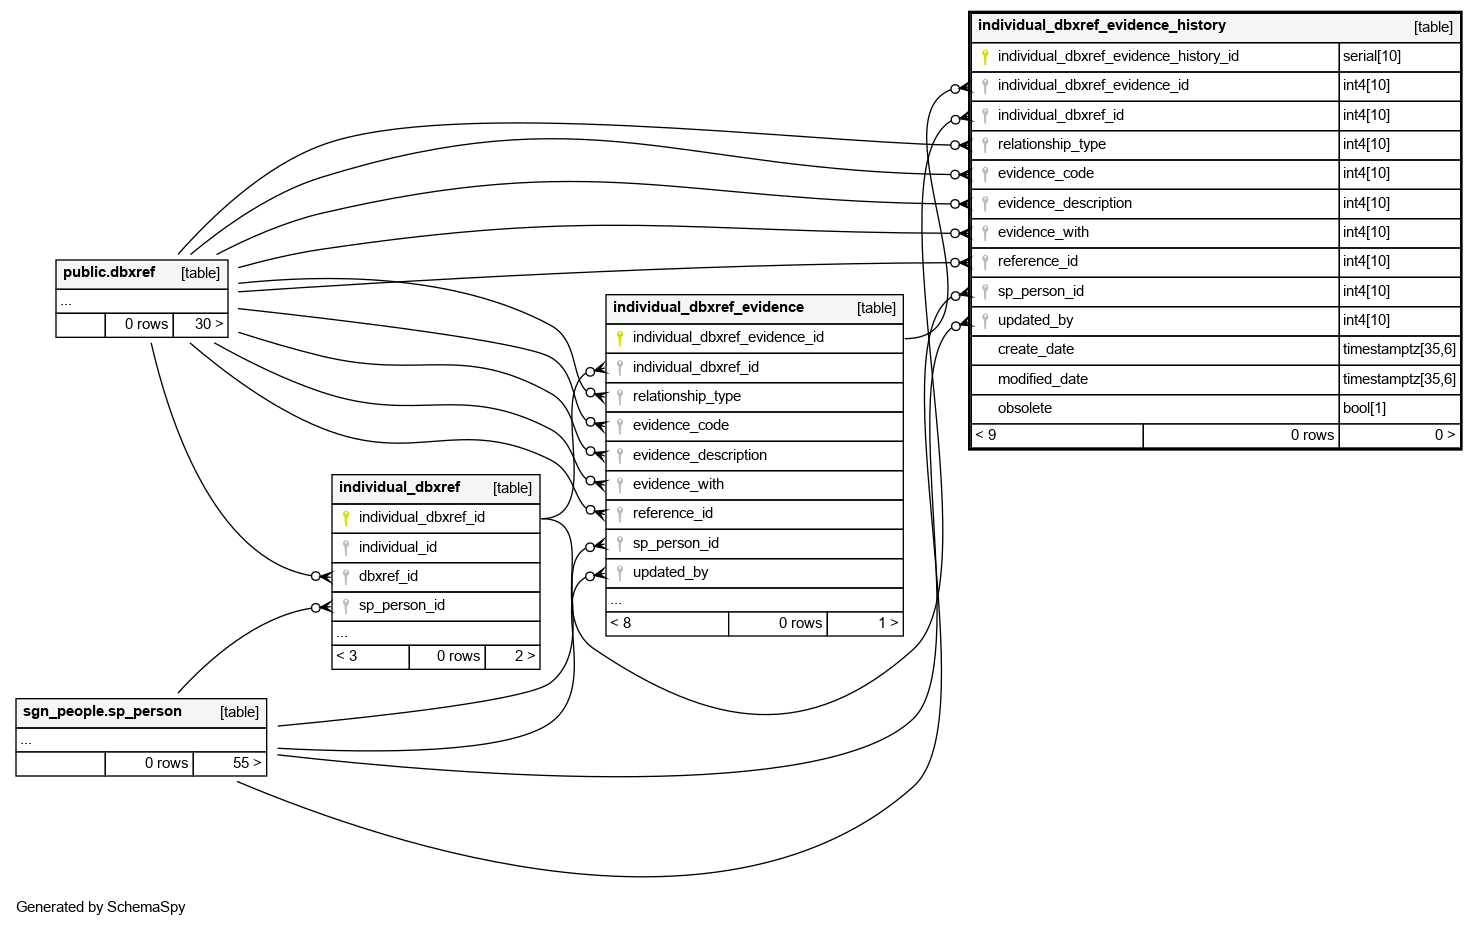 individual_dbxref_evidence_history [table]
individual_dbxref_evidence_history_id serial[10]
individual_dbxref_evidence_id int4[10]
individual_dbxref_id int4[10]
relationship_type int4[10]
evidence_code int4[10]
evidence_description int4[10]
evidence_with int4[10]
reference_id int4[10]
sp_person_id int4[10]
updated_by int4[10]
create_date timestamptz[35,6]
modified_date timestamptz[35,6]
obsolete bool[1]
< 9 0 rows 0 >
public.dbxref [table]
...
0 rows 30 >
individual_dbxref_evidence [table]
individual_dbxref_evidence_id
individual_dbxref_id
relationship_type
evidence_code
evidence_description
evidence_with
reference_id
sp_person_id
updated_by
...
< 8 0 rows 1 >
individual_dbxref [table]
individual_dbxref_id
individual_id
dbxref_id
sp_person_id
...
< 3 0 rows 2 >
sgn_people.sp_person [table]
...
0 rows 55 >
Generated by SchemaSpy